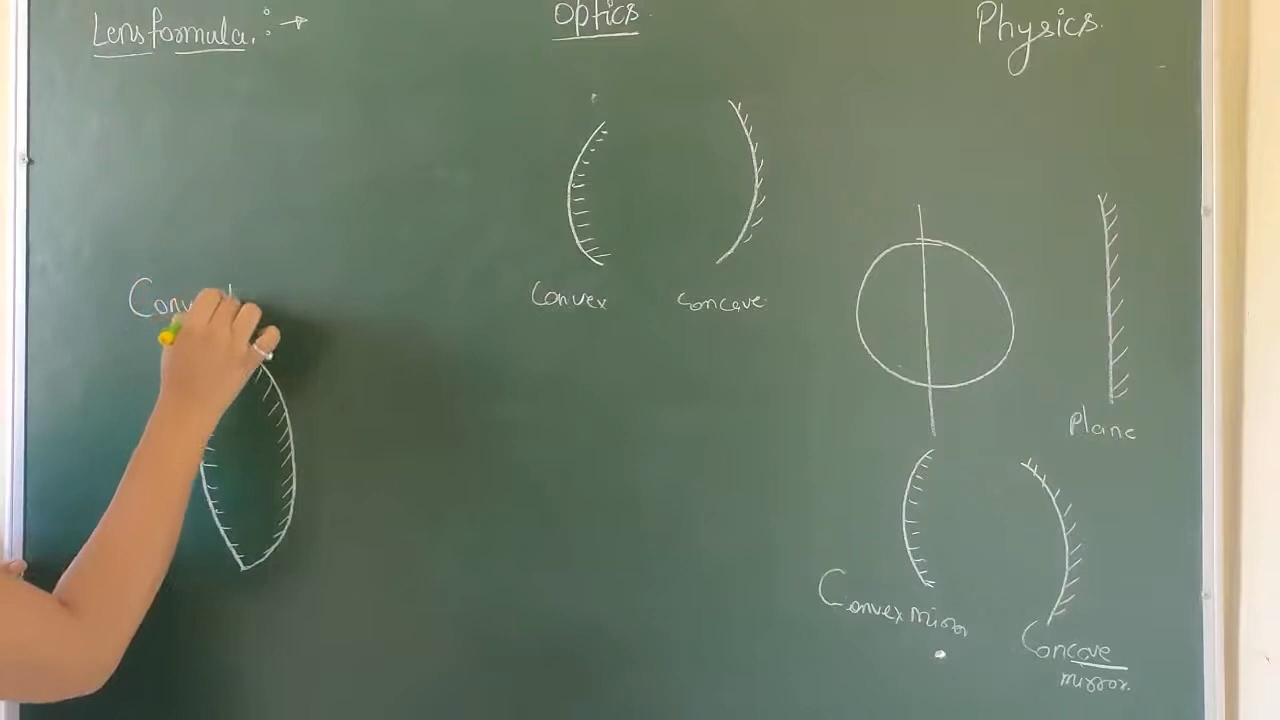 Lens formula. :→
Optics.
Physics.
Convex
Concave
Conv
Plane
Convex mirror
Concave
mirror.